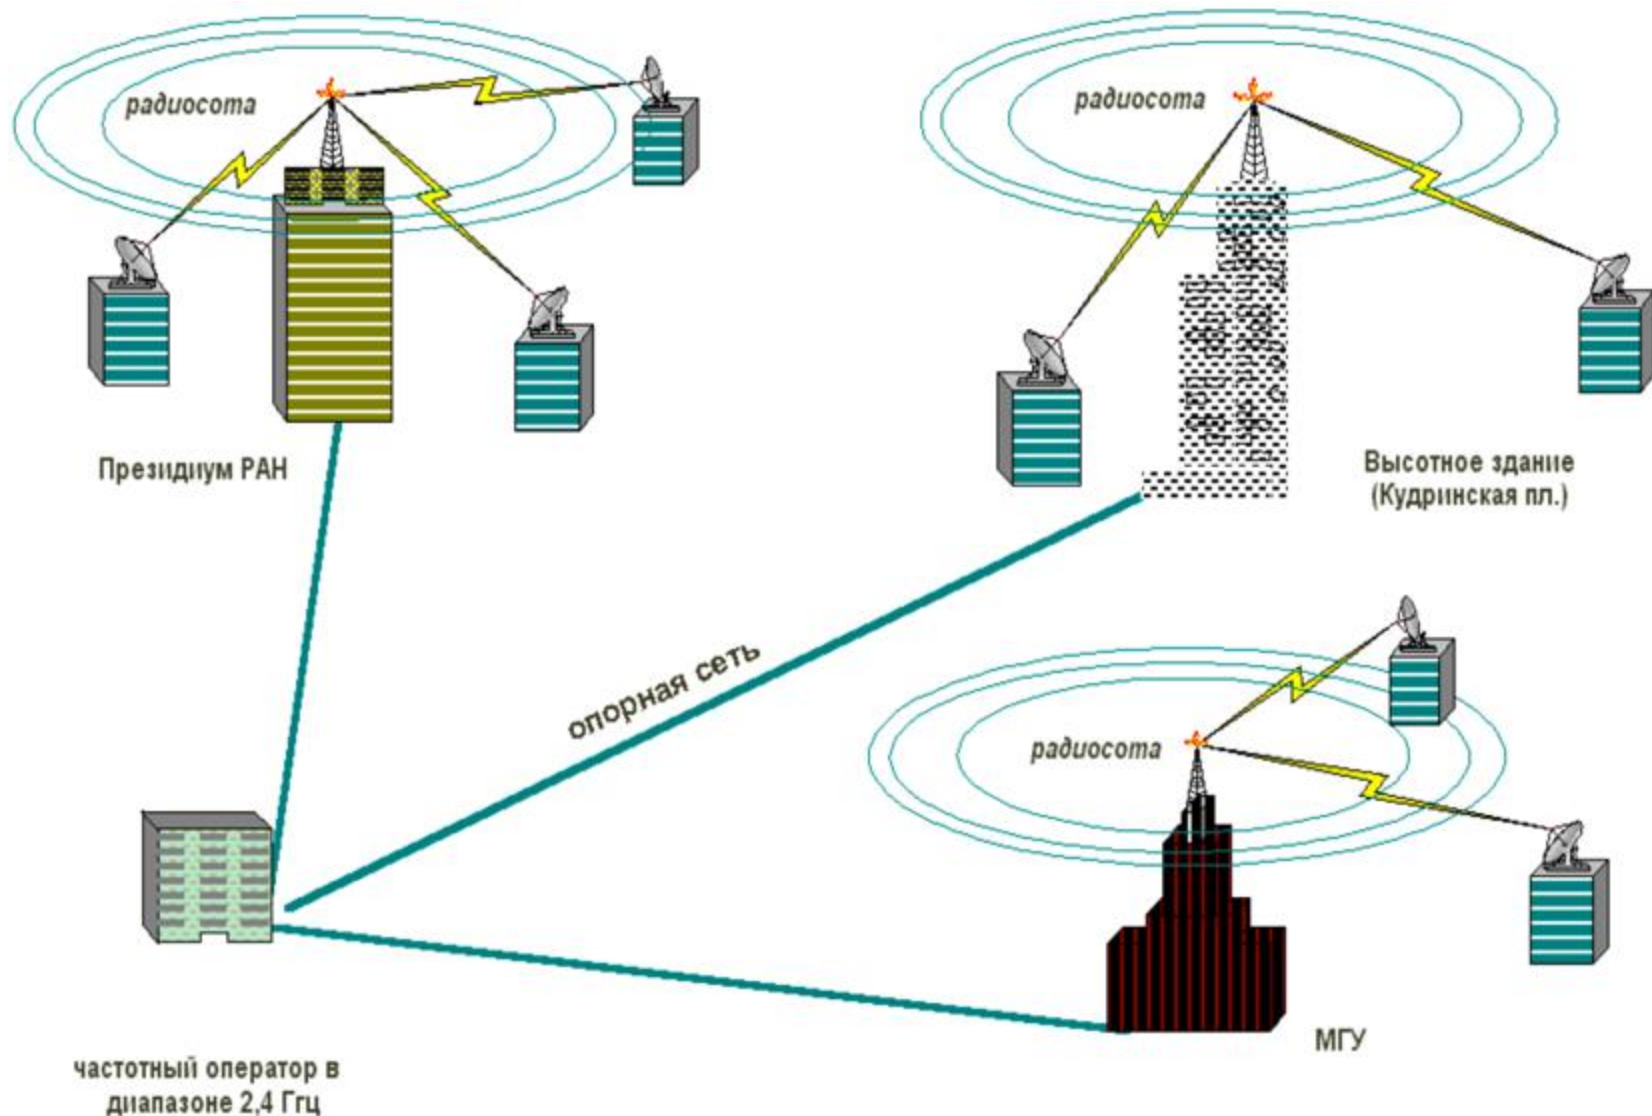 радиосота
радиосота
Президиум РАН
Высотное здание
(Кудринская пл.)
опорная сеть
радиосота
МГУ
частотный оператор в
диапазоне 2,4 Ггц